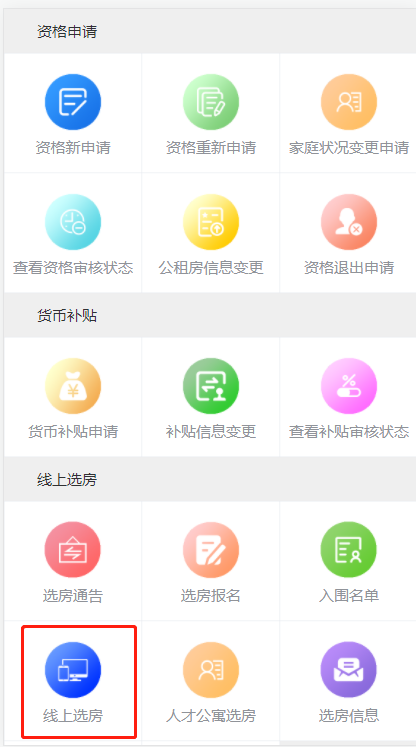 资格申请
资格新申请
资格重新申请
家庭状况变更申请
查看资格审核状态
公租房信息变更
资格退出申请
货币补贴
货币补贴申请
补贴信息变更
查看补贴审核状态
线上选房
选房通告
选房报名
入围名单
线上选房
人才公寓选房
选房信息